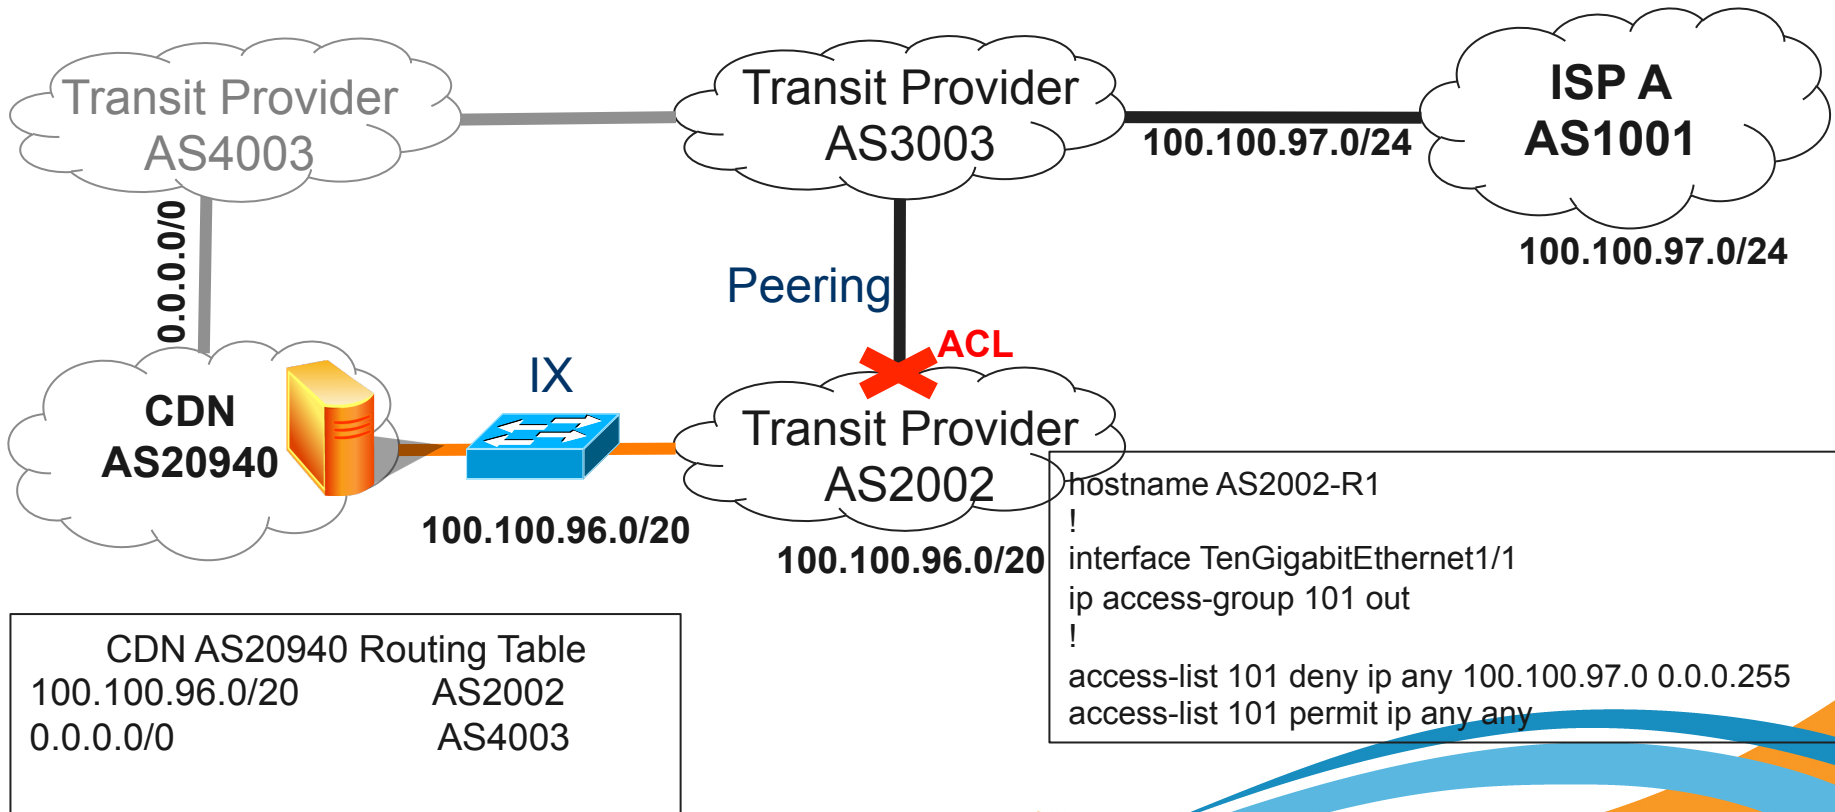 Transit Provider
AS4003
Transit Provider
AS3003
ISP A
AS1001
100.100.97.0/24
100.100.97.0/24
0.0.0.0/0
Peering
ACL
IX
CDN
AS20940
Transit Provider
AS2002
100.100.96.0/20
100.100.96.0/20
hostname AS2002-R1
!
interface TenGigabitEthernet1/1
ip access-group 101 out
!
access-list 101 deny ip any 100.100.97.0 0.0.0.255
access-list 101 permit ip any any
CDN AS20940 Routing Table
100.100.96.0/20 AS2002
0.0.0.0/0 AS4003